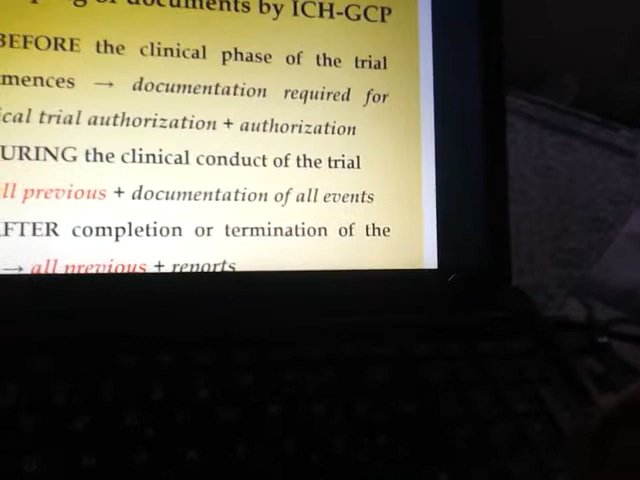 of documents by ICH-GCP
BEFORE the clinical phase of the trial
mences → documentation required for
ical trial authorization + authorization
URING the clinical conduct of the trial
ll previous + documentation of all events
FTER completion or termination of the
→ all previous + reports